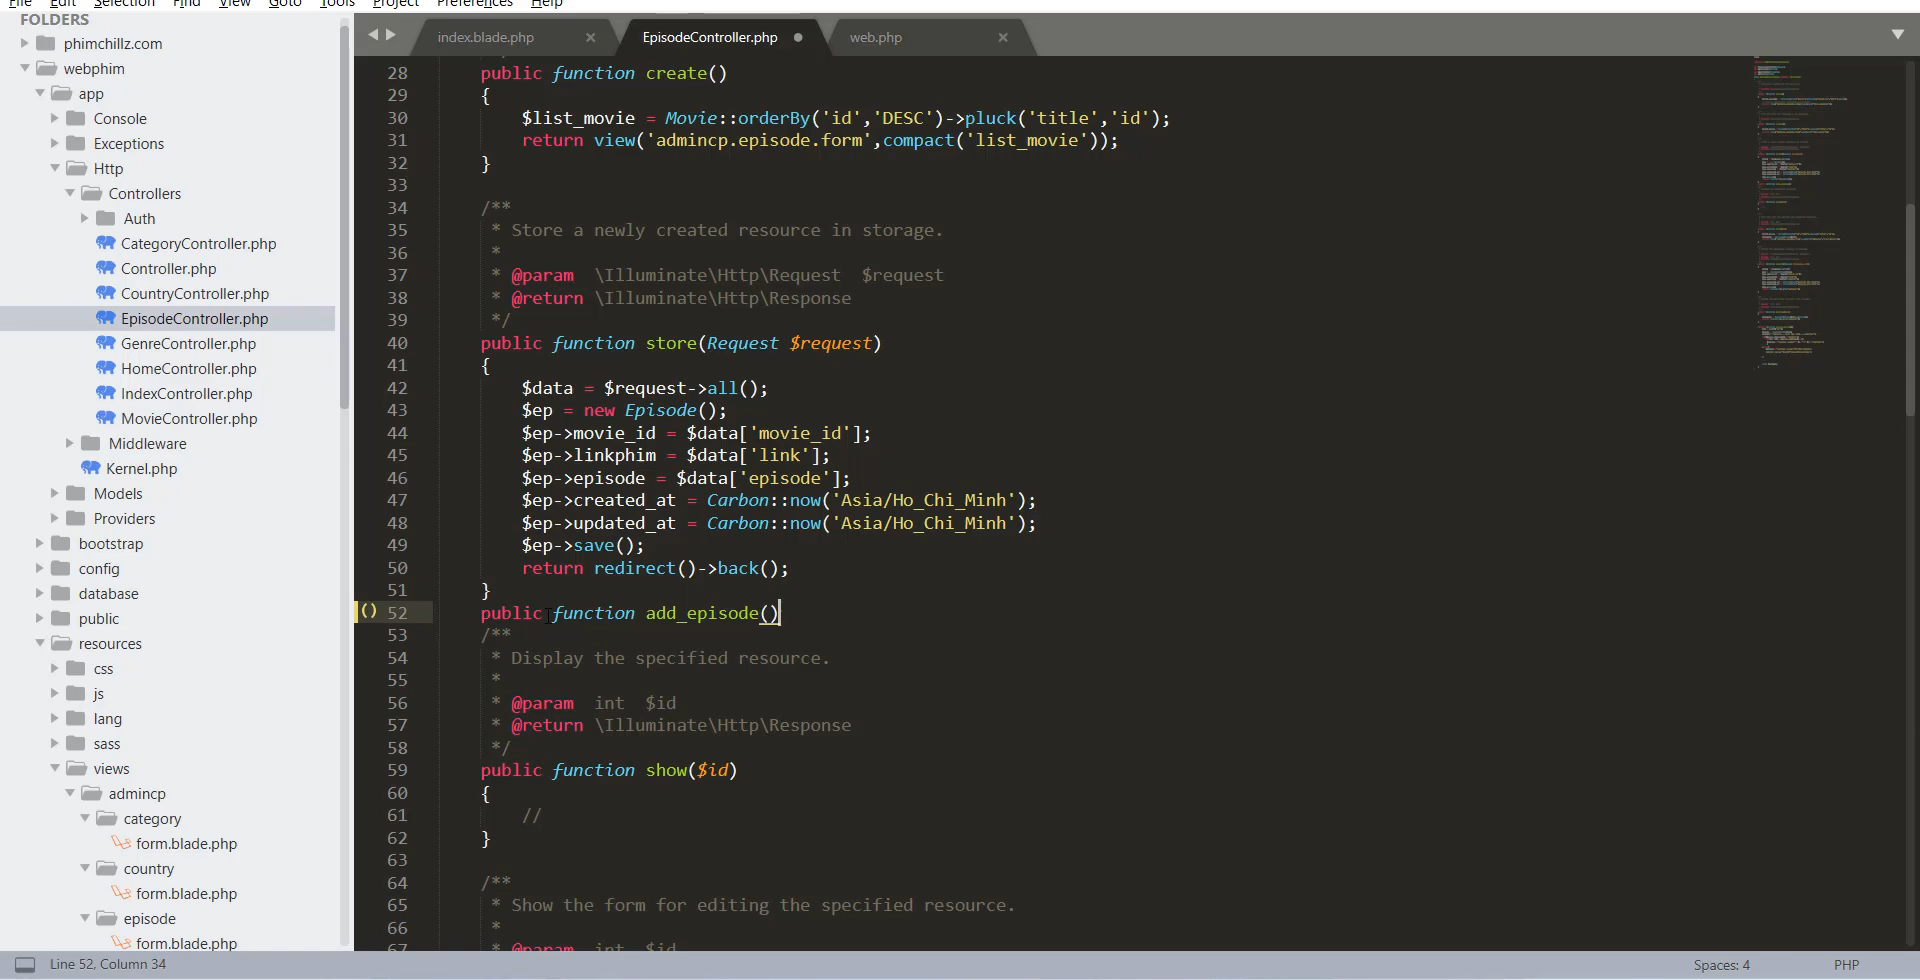 File Edit Selection Find View Goto Tools Project Preferences Help
FOLDERS
phimchillz.com
webphim
app
Console
Exceptions
Http
Controllers
Auth
CategoryController.php
Controller.php
CountryController.php
EpisodeController.php
GenreController.php
HomeController.php
IndexController.php
MovieController.php
Middleware
Kernel.php
Models
Providers
bootstrap
config
database
public
resources
css
js
lang
sass
views
admincp
category
form.blade.php
country
form.blade.php
episode
form.blade.php
index.blade.php × EpisodeController.php web.php ×
28 public function create()
29 {
30 $list_movie = Movie::orderBy('id','DESC')->pluck('title','id');
31 return view('admincp.episode.form',compact('list_movie'));
32 }
33
34 /**
35 * Store a newly created resource in storage.
36 *
37 * @param  \Illuminate\Http\Request  $request
38 * @return \Illuminate\Http\Response
39 */
40 public function store(Request $request)
41 {
42 $data = $request->all();
43 $ep = new Episode();
44 $ep->movie_id = $data['movie_id'];
45 $ep->linkphim = $data['link'];
46 $ep->episode = $data['episode'];
47 $ep->created_at = Carbon::now('Asia/Ho_Chi_Minh');
48 $ep->updated_at = Carbon::now('Asia/Ho_Chi_Minh');
49 $ep->save();
50 return redirect()->back();
51 }
() 52 public function add_episode()
53 /**
54 * Display the specified resource.
55 *
56 * @param  int  $id
57 * @return \Illuminate\Http\Response
58 */
59 public function show($id)
60 {
61 //
62 }
63
64 /**
65 * Show the form for editing the specified resource.
66 *
67 * @param  int  $id
Line 52, Column 34
Spaces: 4 PHP